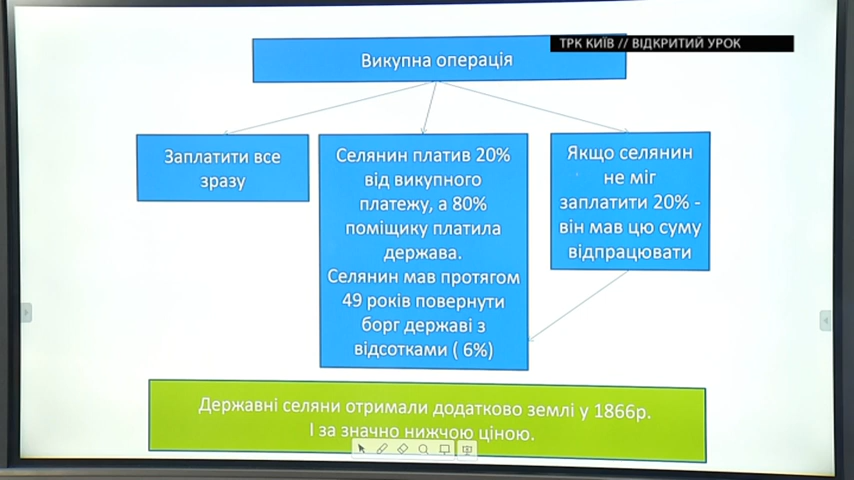 ТРК КИЇВ // ВІДКРИТИЙ УРОК
Викупна операція
Заплатити все
зразу
Селянин платив 20%
від викупного
платежу, а 80%
поміщику платила
держава.
Селянин мав протягом
49 років повернути
борг державі з
відсотками ( 6%)
Якщо селянин
не міг
заплатити 20% -
він мав цю суму
відпрацювати
Державні селяни отримали додатково землі у 1866р.
І за значно нижчою ціною.